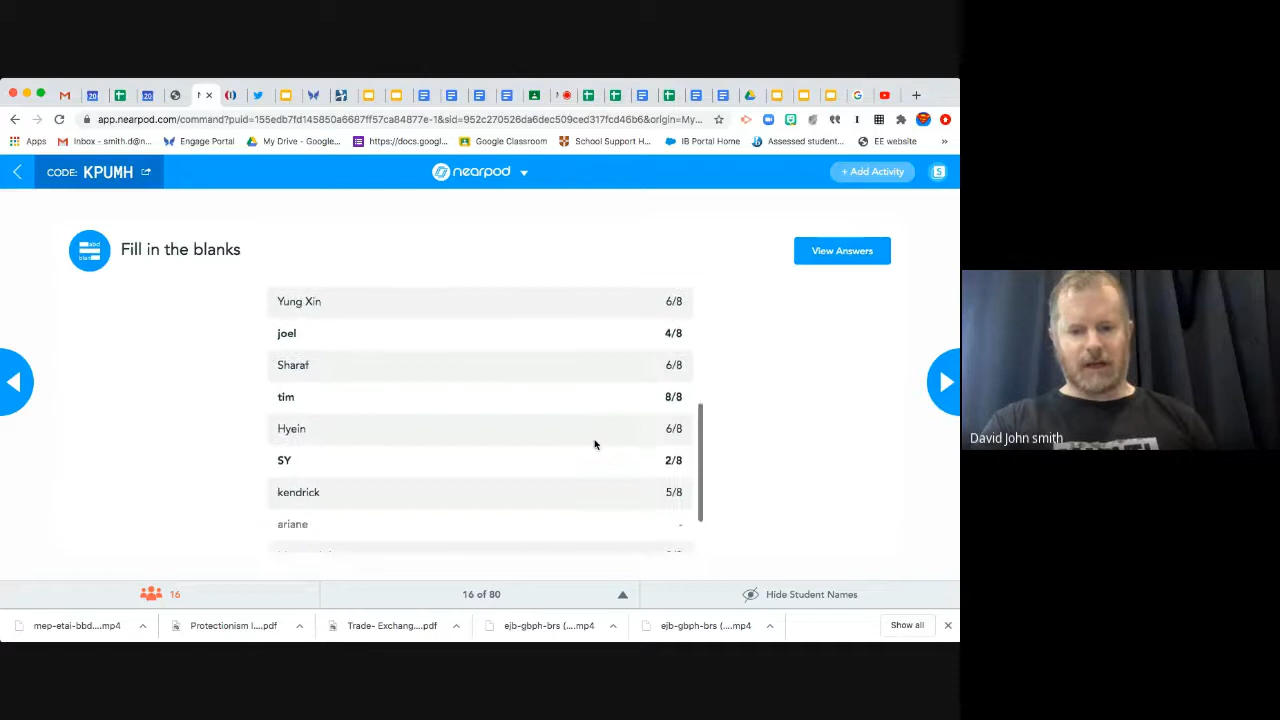 app.nearpod.com/command?puid=155edb7fd145850a6687ff57ca84877e-1&sid=952c270526da6dec509ced317fcd46b6&origin=My...
Apps
Inbox - smith.d@n...
Engage Portal
My Drive - Google...
https://docs.googl...
Google Classroom
School Support H...
IB Portal Home
Assessed student...
EE website
»
CODE: KPUMH
nearpod
+ Add Activity
S
Fill in the blanks
View Answers
Yung Xin 6/8
joel 4/8
Sharaf 6/8
tim 8/8
Hyein 6/8
SY 2/8
kendrick 5/8
ariane -
David John smith
16
16 of 80
Hide Student Names
mep-etai-bbd....mp4
Protectionism I....pdf
Trade- Exchang....pdf
ejb-gbph-brs (....mp4
ejb-gbph-brs (....mp4
Show all